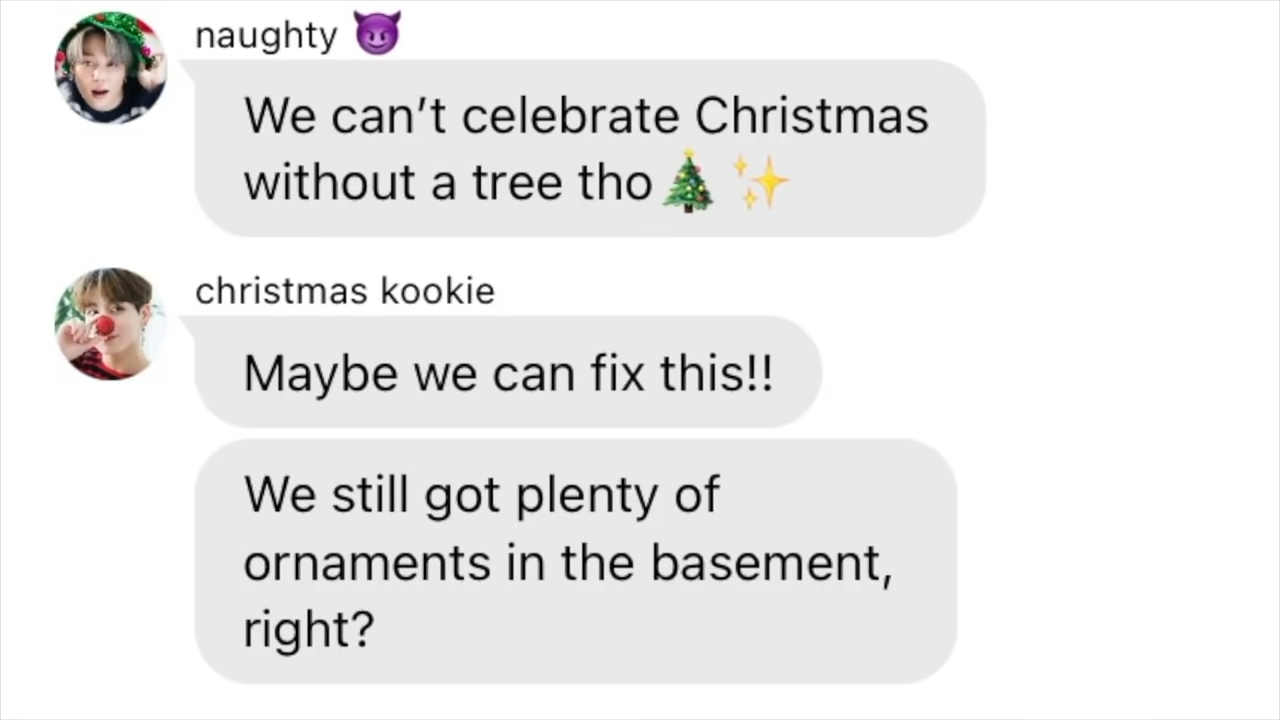 naughty 😈
We can’t celebrate Christmas
without a tree tho🎄 ✨
christmas kookie
Maybe we can fix this!!
We still got plenty of
ornaments in the basement,
right?